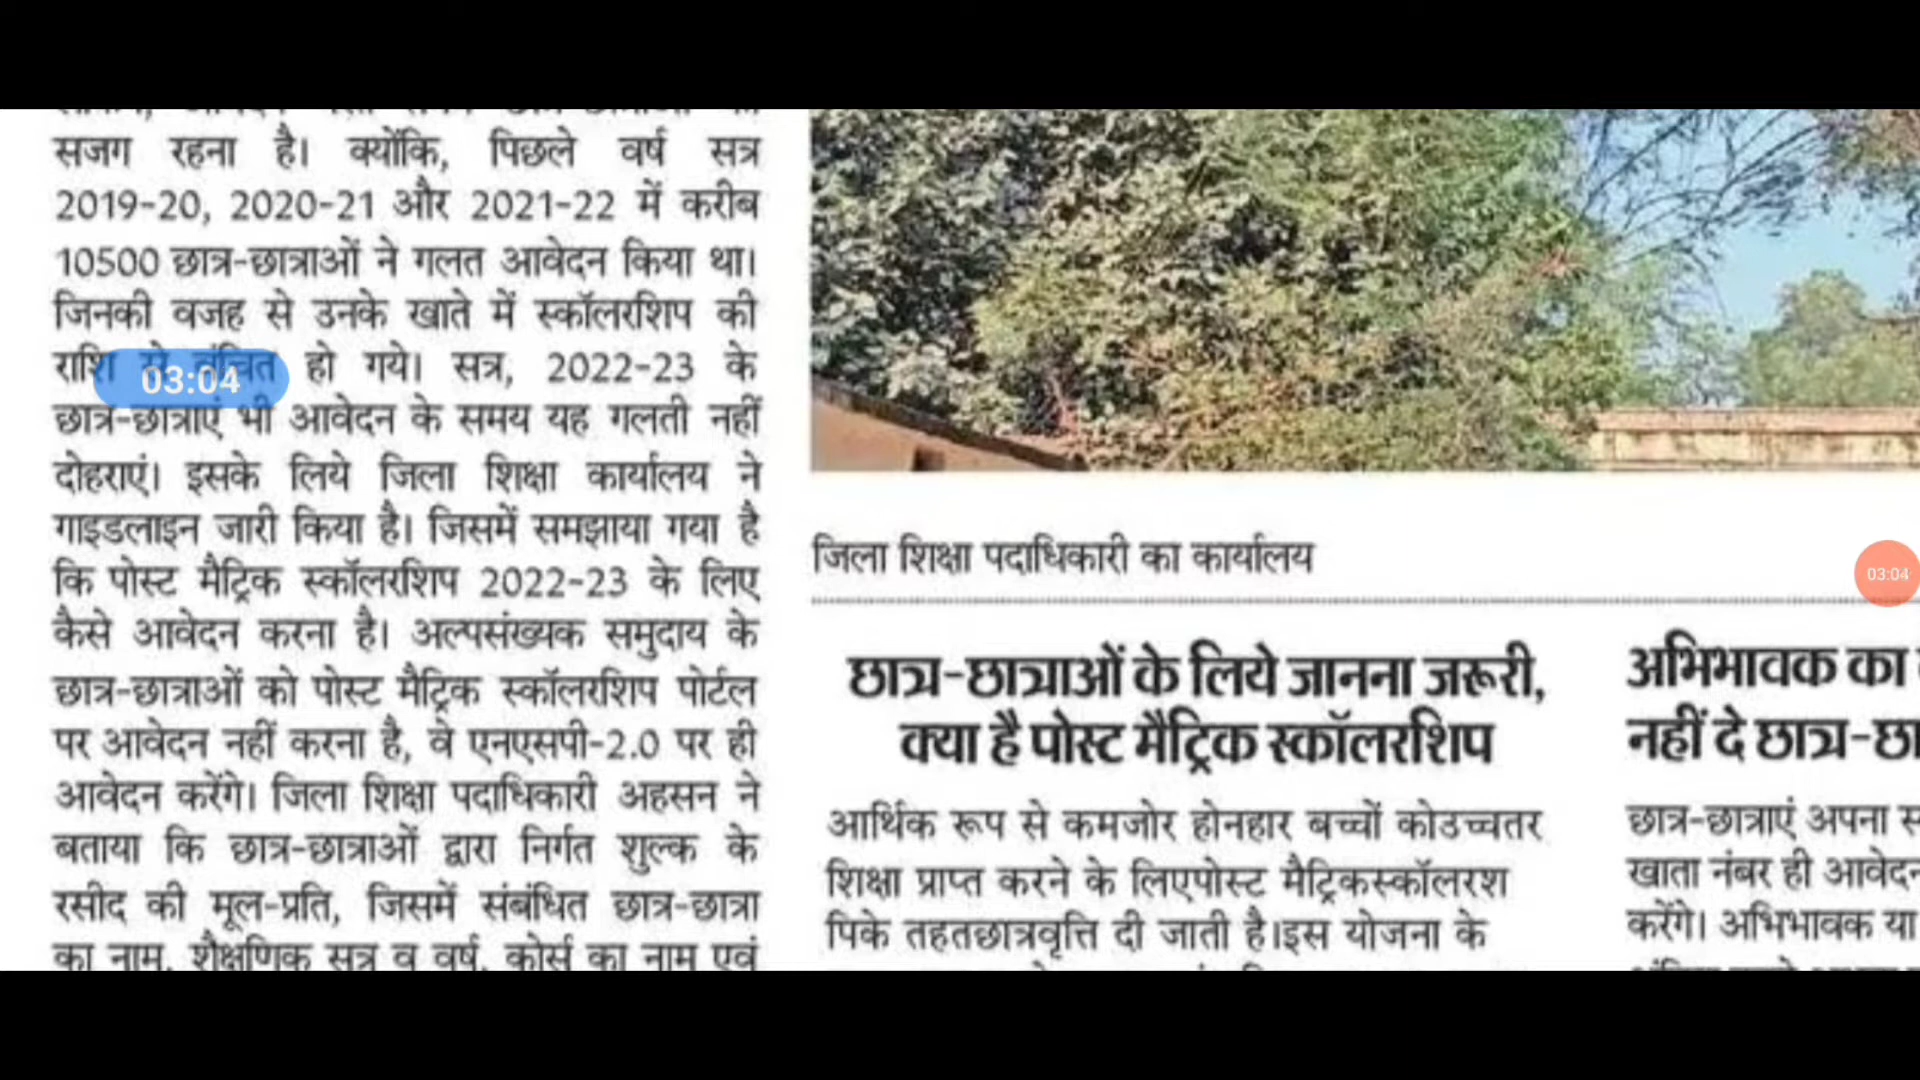 सजग रहना है। क्योंकि, पिछले वर्ष सत्र
2019-20, 2020-21 और 2021-22 में करीब
10500 छात्र-छात्राओं ने गलत आवेदन किया था।
जिनकी वजह से उनके खाते में स्कॉलरशिप की
राशि से वंचित हो गये। सत्र, 2022-23 के
03:04
छात्र-छात्राएं भी आवेदन के समय यह गलती नहीं
दोहराएं। इसके लिये जिला शिक्षा कार्यालय ने
गाइडलाइन जारी किया है। जिसमें समझाया गया है
कि पोस्ट मैट्रिक स्कॉलरशिप 2022-23 के लिए
कैसे आवेदन करना है। अल्पसंख्यक समुदाय के
छात्र-छात्राओं को पोस्ट मैट्रिक स्कॉलरशिप पोर्टल
पर आवेदन नहीं करना है, वे एनएसपी-2.0 पर ही
आवेदन करेंगे। जिला शिक्षा पदाधिकारी अहसन ने
बताया कि छात्र-छात्राओं द्वारा निर्गत शुल्क के
रसीद की मूल-प्रति, जिसमें संबंधित छात्र-छात्रा
का नाम, शैक्षणिक सत्र व वर्ष, कोर्स का नाम एवं
जिला शिक्षा पदाधिकारी का कार्यालय
03:04
छात्र-छात्राओं के लिये जानना जरूरी,
क्या है पोस्ट मैट्रिक स्कॉलरशिप
आर्थिक रूप से कमजोर होनहार बच्चों कोउच्चतर
शिक्षा प्राप्त करने के लिएपोस्ट मैट्रिकस्कॉलरश
पिके तहतछात्रवृत्ति दी जाती है।इस योजना के
अभिभावक का
नहीं दे छात्र-छा
छात्र-छात्राएं अपना
खाता नंबर ही आवेदन
करेंगे। अभिभावक या